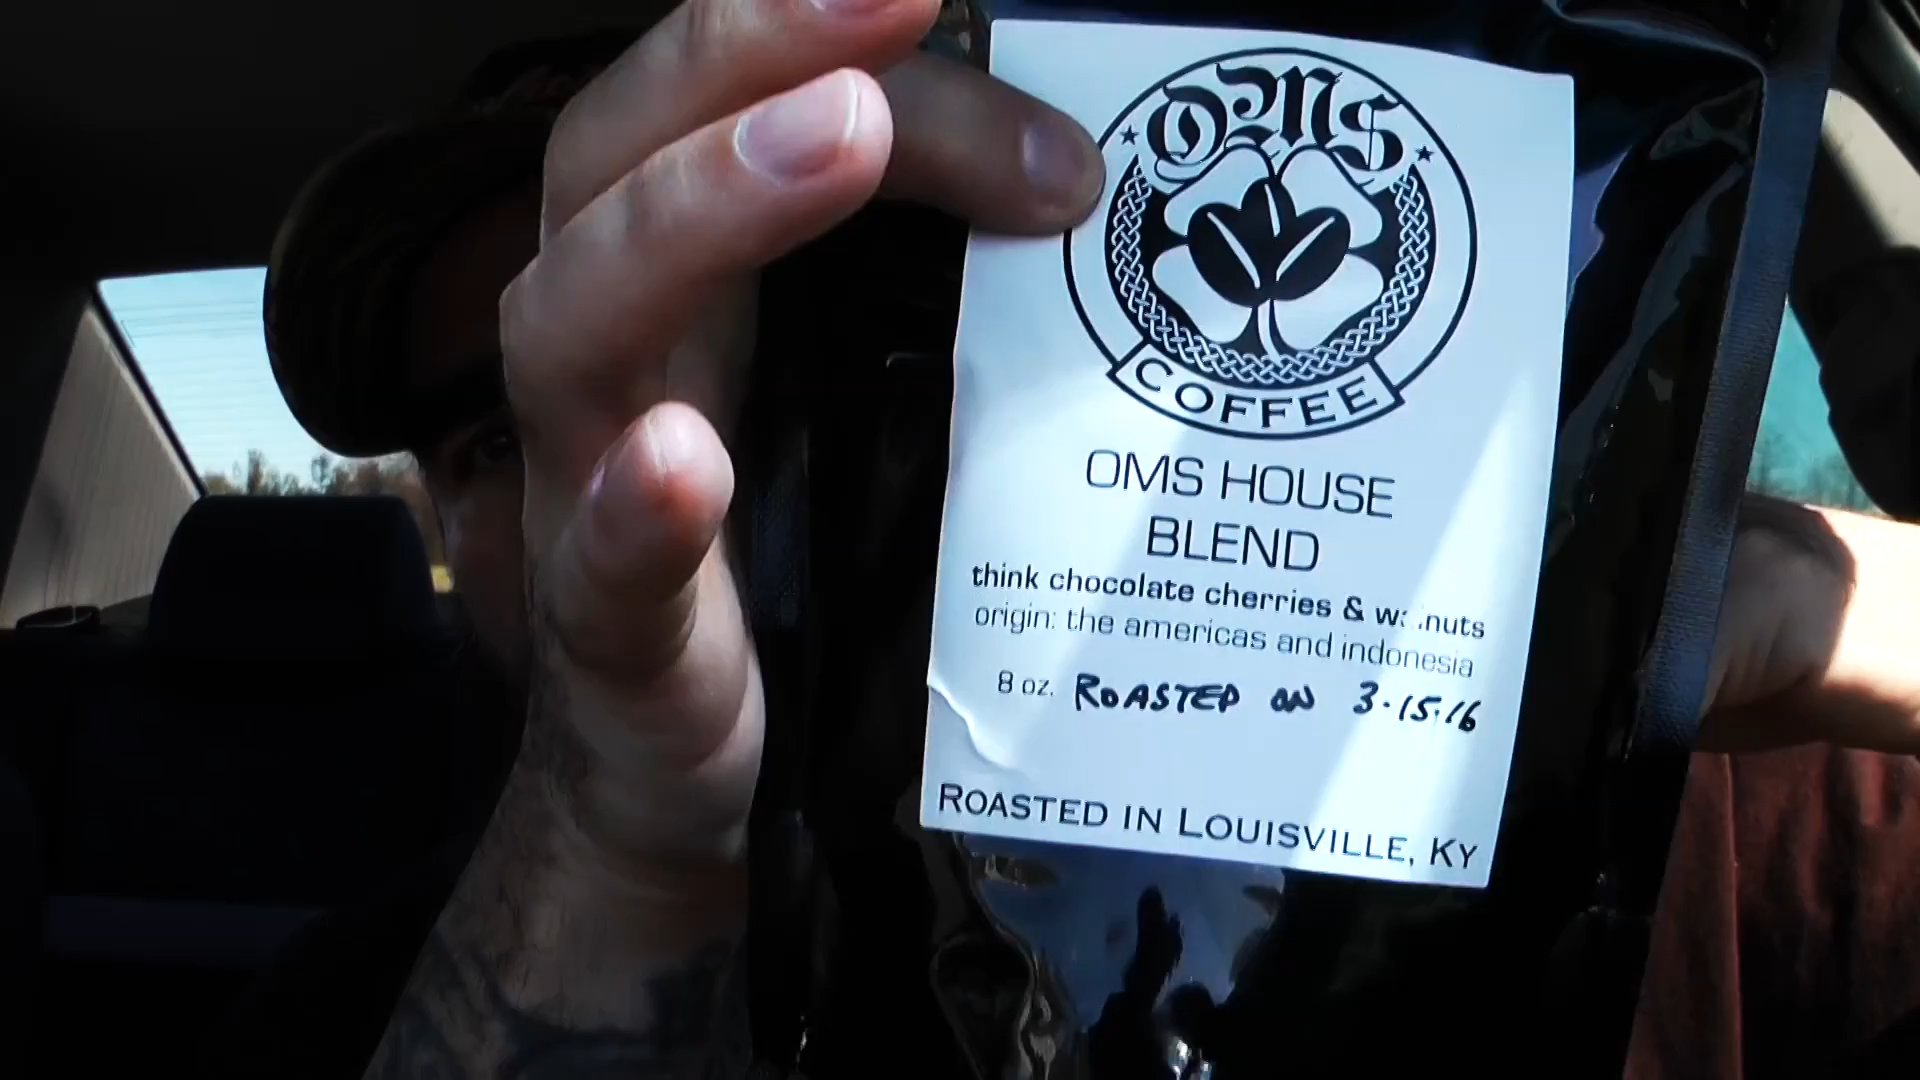 OMS
COFFEE
OMS HOUSE
BLEND
think chocolate cherries &
origin: the americas and indonesia
8 oz. ROASTED ON 3.15.16
ROASTED IN LOUISVILLE, KY